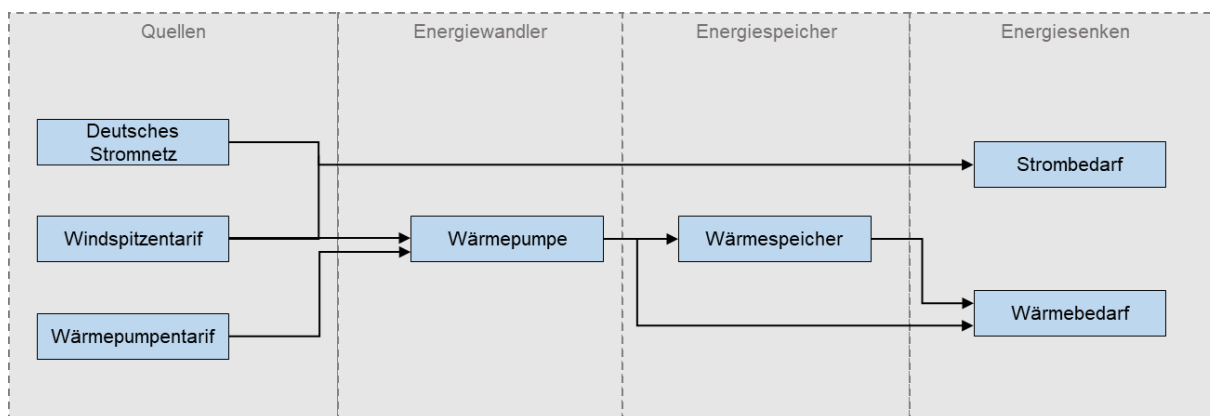 Quellen
Energiewandler
Energiespeicher
Energiesenken
Deutsches
Stromnetz
Strombedarf
Windspitzentarif
Wärmepumpe
Wärmespeicher
Wärmebedarf
Wärmepumpentarif